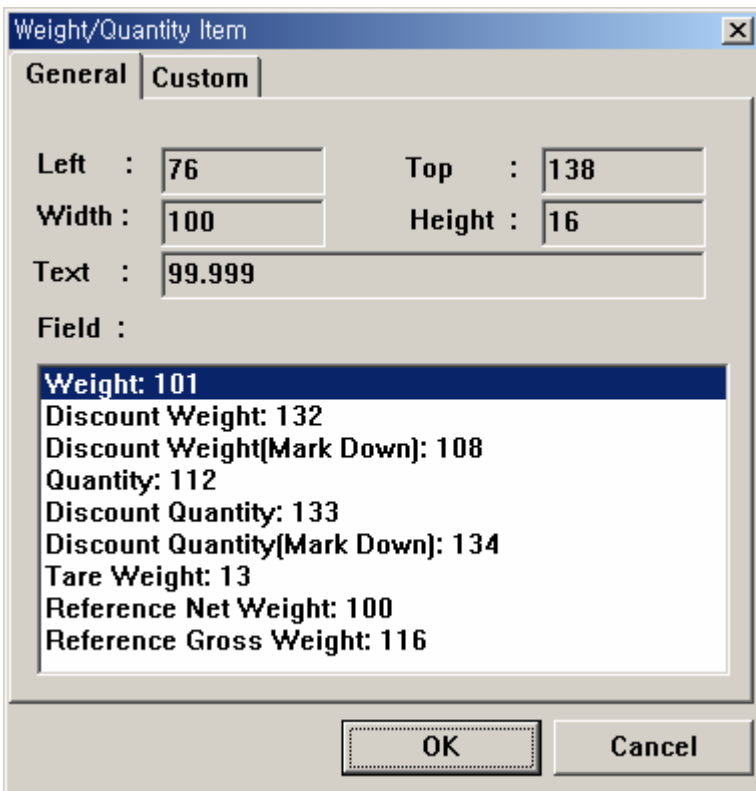 Weight/Quantity Item
General Custom
Left : 76 Top : 138
Width : 100 Height : 16
Text : 99.999
Field :
Weight: 101
Discount Weight: 132
Discount Weight(Mark Down): 108
Quantity: 112
Discount Quantity: 133
Discount Quantity(Mark Down): 134
Tare Weight: 13
Reference Net Weight: 100
Reference Gross Weight: 116
OK Cancel